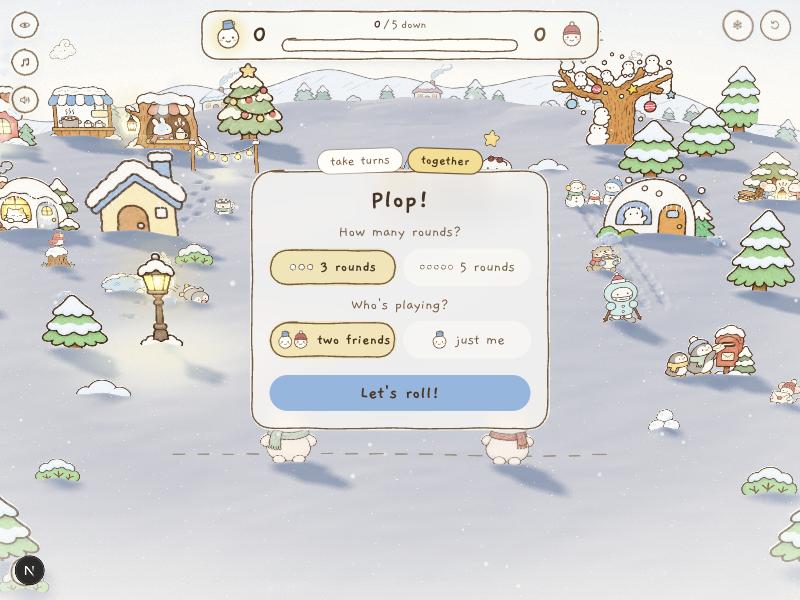 0
0 / 5 down
0
take turns
together
Plop!
How many rounds?
3 rounds
5 rounds
Who's playing?
two friends
just me
Let's roll!
N